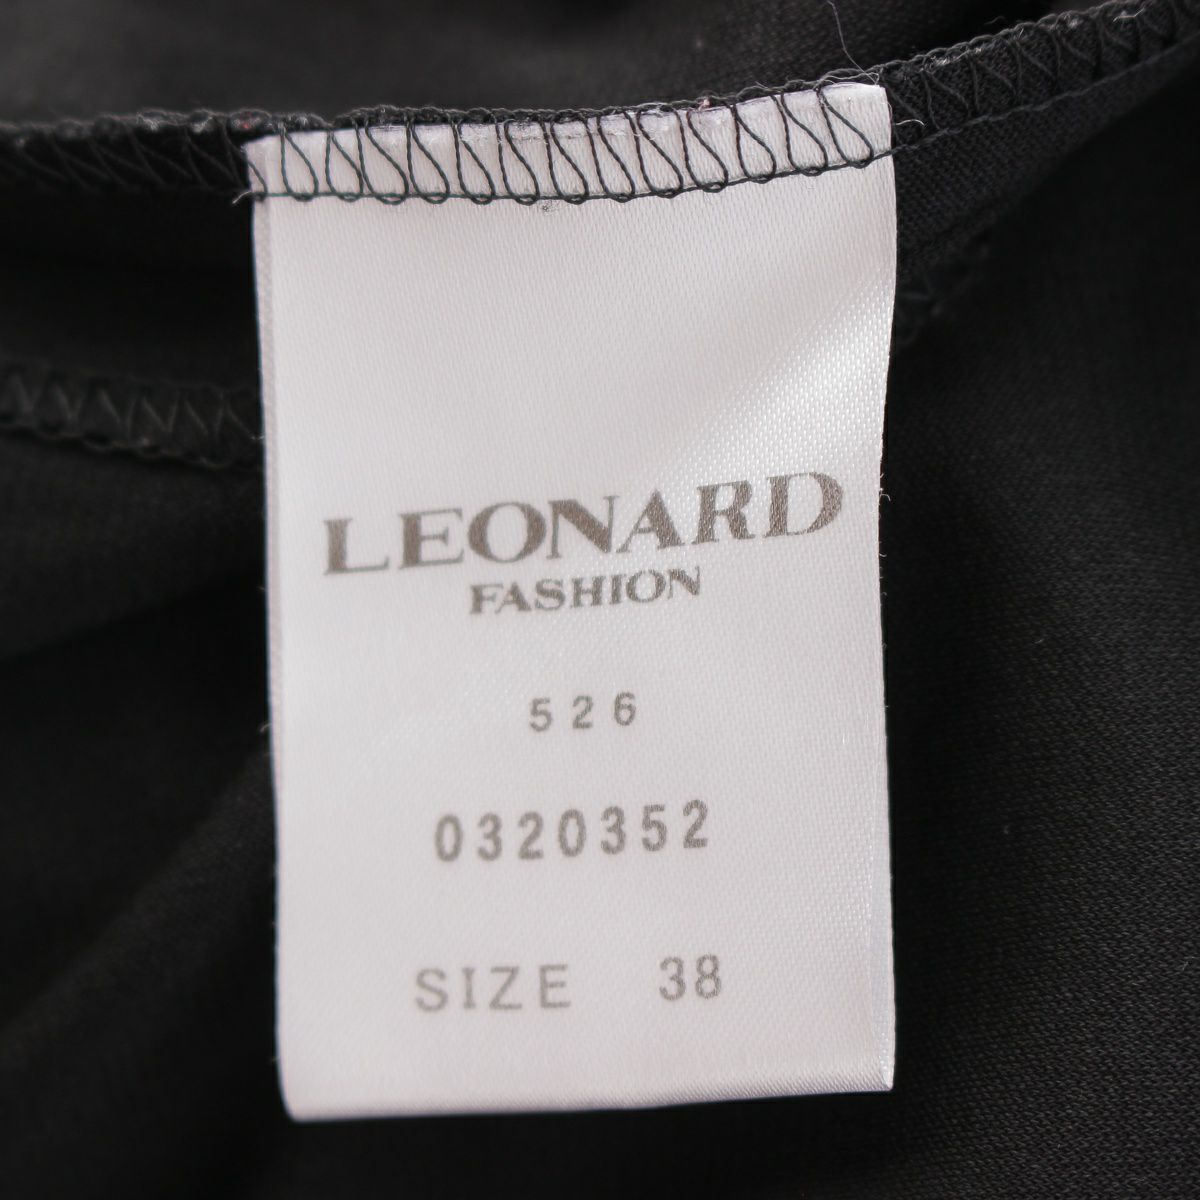 LEONARD
FASHION
526
0320352
SIZE 38